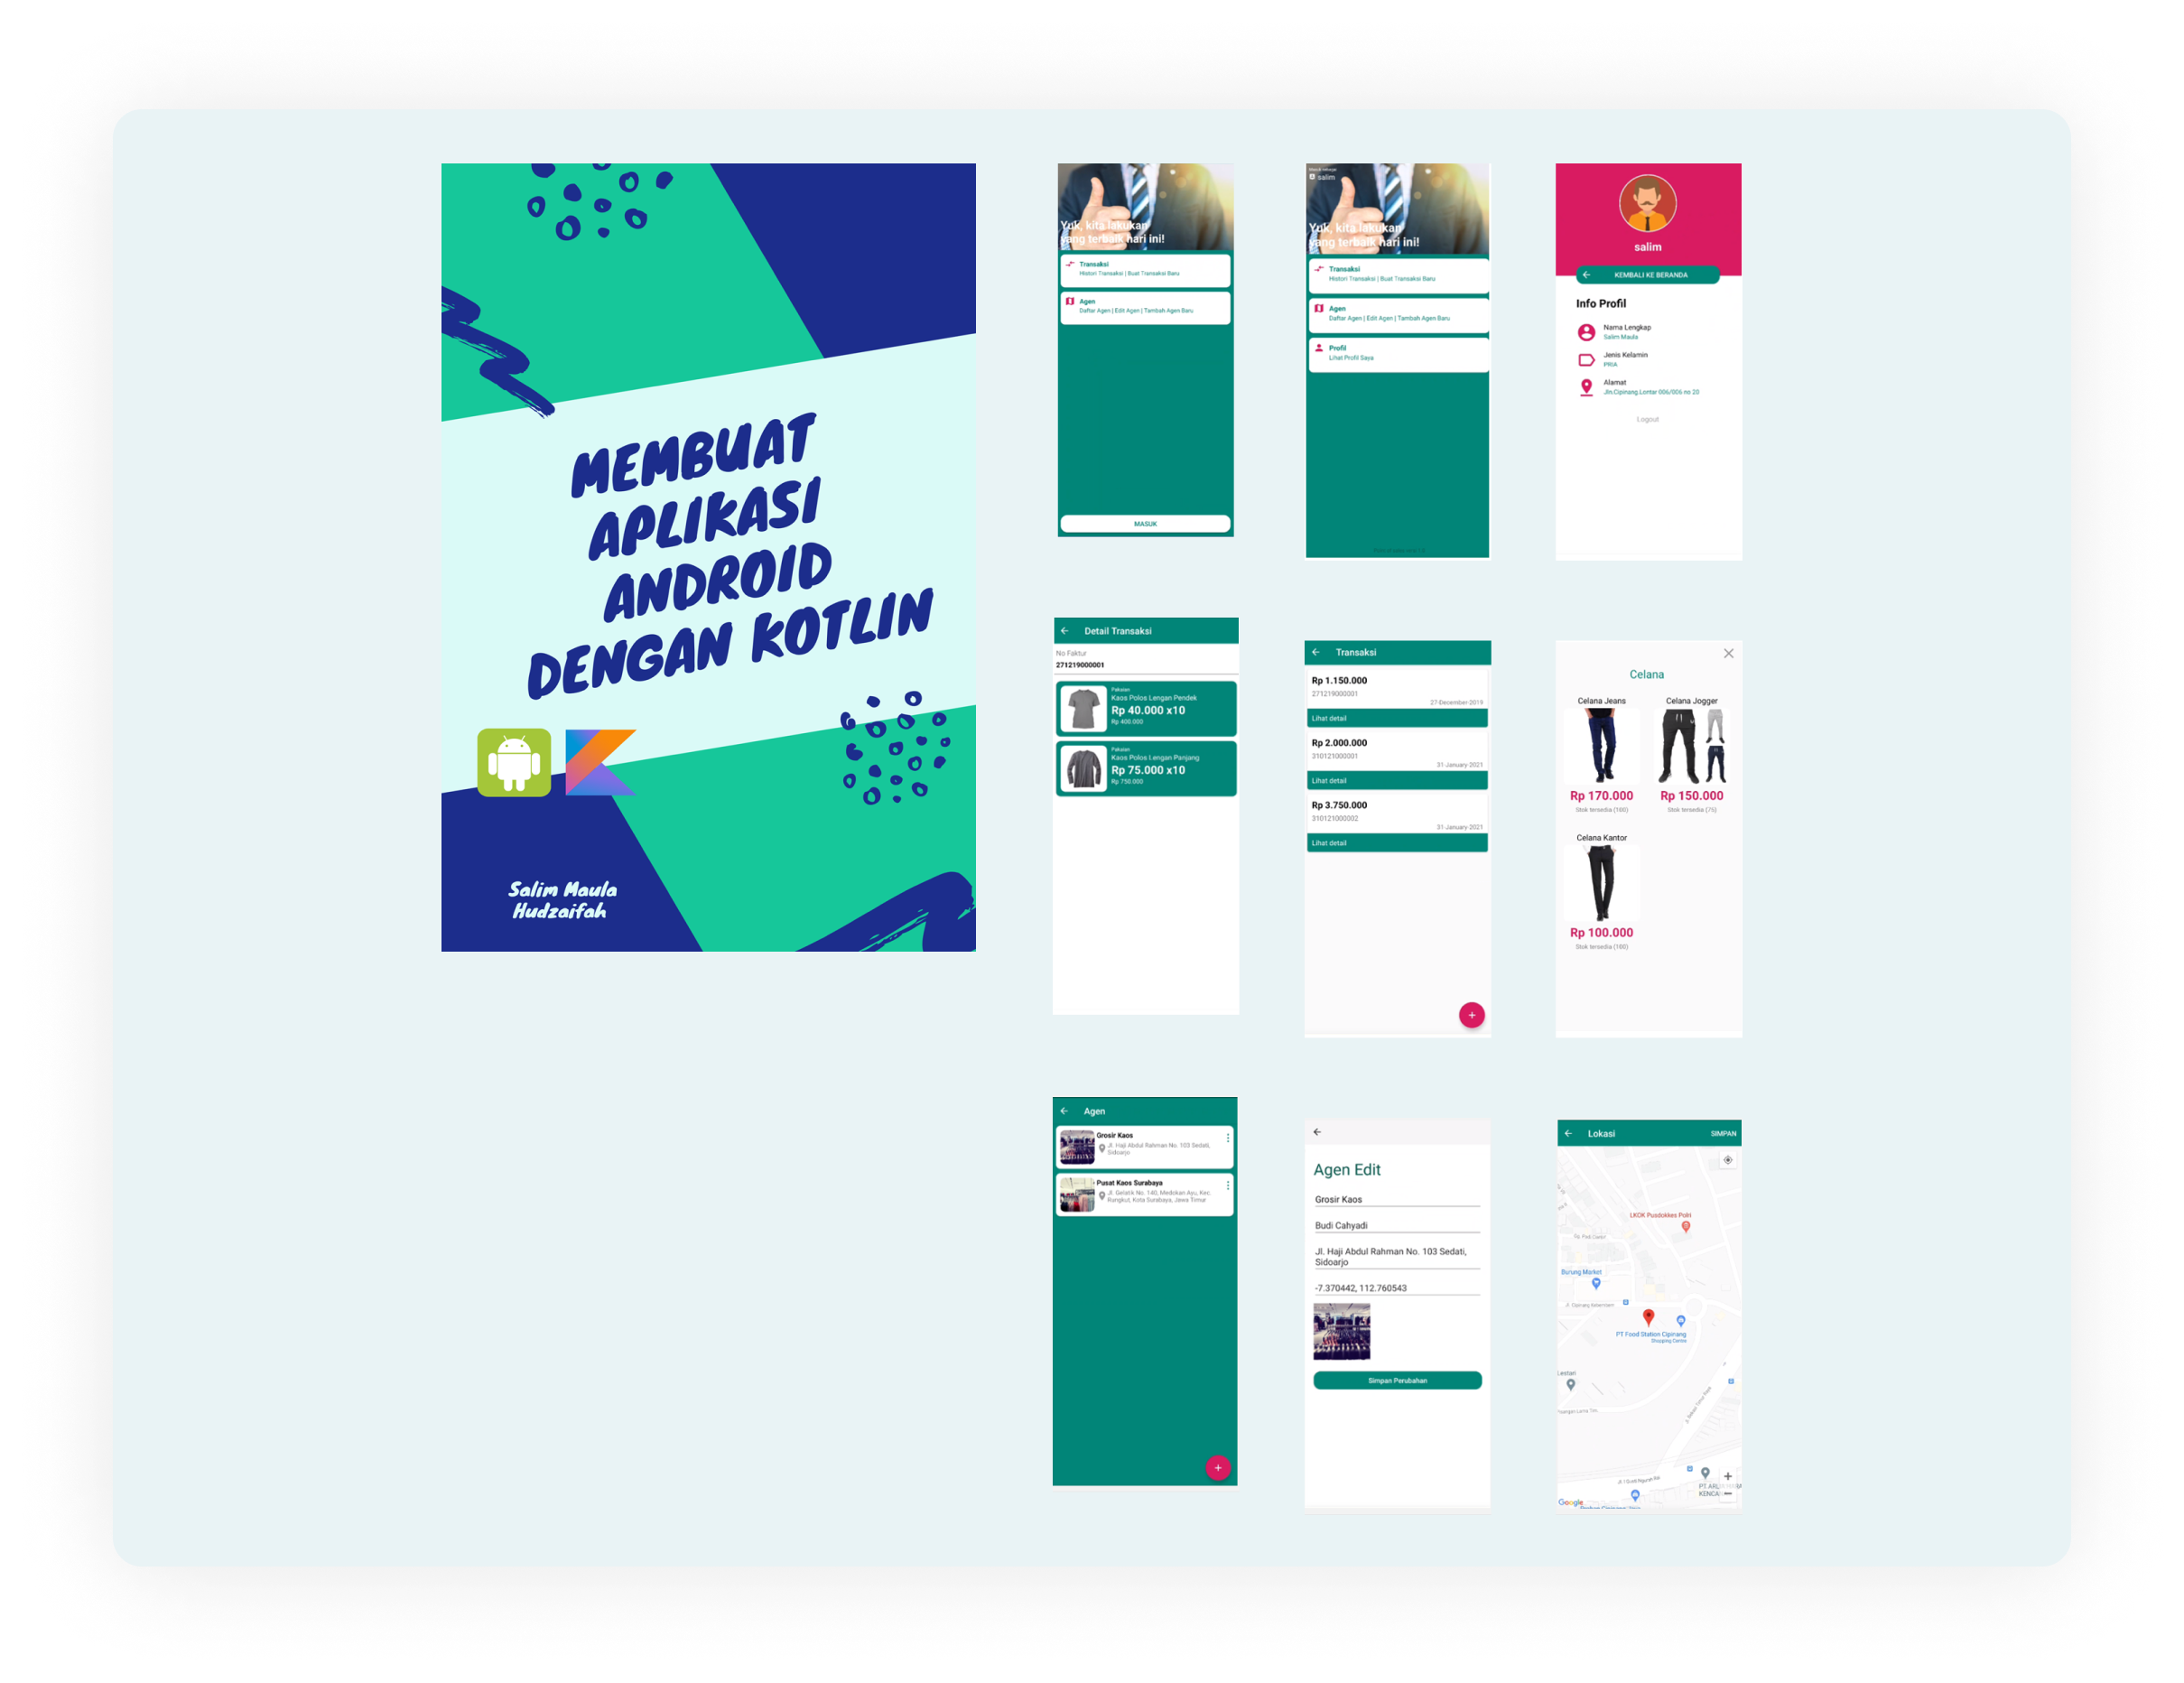 MEMBUAT
APLIKASI
ANDROID
DENGAN KOTLIN
Salim Maula
Hudzaifah
Yuk, kita lakukan
yang terbaik hari ini!
Transaksi
Histori Transaksi | Buat Transaksi Baru
Agen
Daftar Agen | Edit Agen | Tambah Agen Baru
MASUK
salim
Yuk, kita lakukan
yang terbaik hari ini!
Transaksi
Histori Transaksi | Buat Transaksi Baru
Agen
Daftar Agen | Edit Agen | Tambah Agen Baru
Profil
Lihat Profil Saya
salim
KEMBALI KE BERANDA
Info Profil
Nama Lengkap
Salim Maula
Jenis Kelamin
PRIA
Alamat
Jln.Cipinang Lontar 006/006 no 20
Logout
Detail Transaksi
No Faktur
271219000001
Pakaian
Kaos Polos Lengan Pendek
Rp 40.000 x10
Rp 400.000
Pakaian
Kaos Polos Lengan Panjang
Rp 75.000 x10
Rp 750.000
Transaksi
Rp 1.150.000
271219000001
27-December-2019
Lihat detail
Rp 2.000.000
310121000001
31-January-2021
Lihat detail
Rp 3.750.000
310121000002
31-January-2021
Lihat detail
+
Celana
Celana Jeans
Rp 170.000
Stok tersedia (100)
Celana Jogger
Rp 150.000
Stok tersedia (75)
Celana Kantor
Rp 100.000
Stok tersedia (100)
Agen
Grosir Kaos
Jl. Haji Abdul Rahman No. 103 Sedati,
Sidoarjo
Pusat Kaos Surabaya
Jl. Gelatik No. 140, Medokan Ayu, Kec.
Rungkut, Kota Surabaya, Jawa Timur
+
Agen Edit
Grosir Kaos
Budi Cahyadi
Jl. Haji Abdul Rahman No. 103 Sedati,
Sidoarjo
-7.370442, 112.760543
Simpan Perubahan
Lokasi
SIMPAN
LKOK Pusdokkes Polri
Burung Market
PT Food Station Cipinang
Shopping Centre
Lestari
+
Google